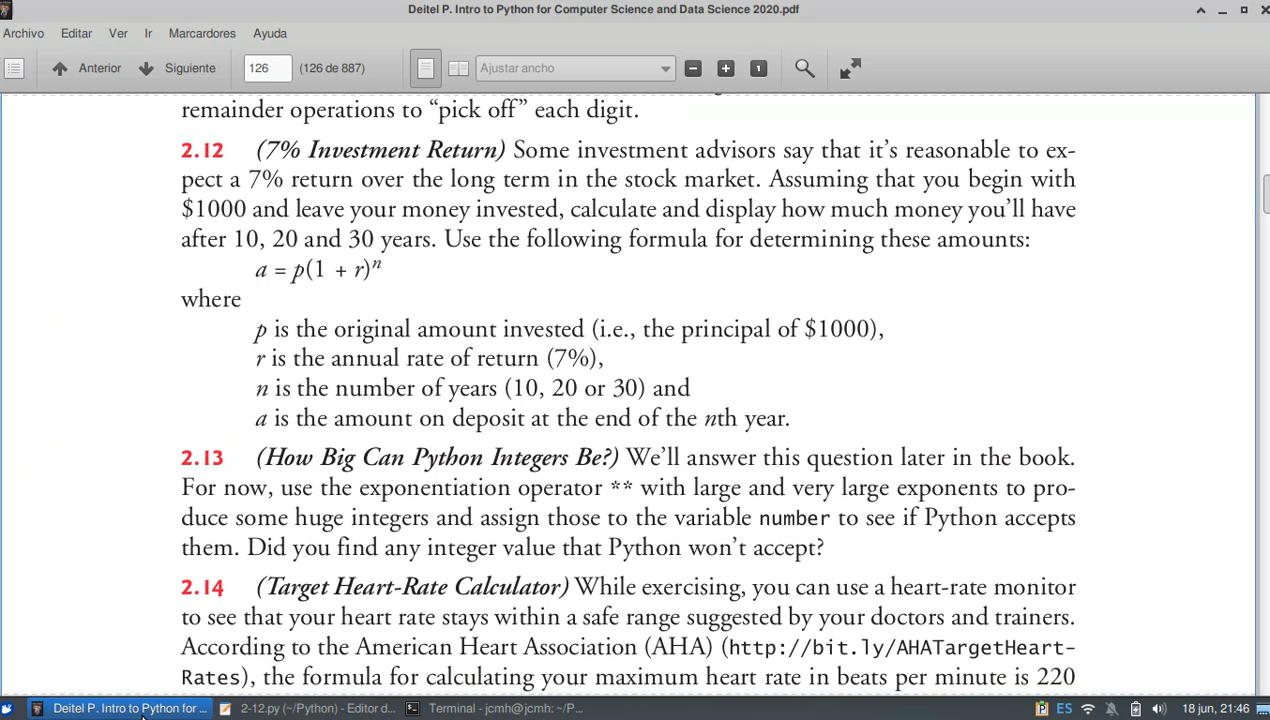 Deitel P. Intro to Python for Computer Science and Data Science 2020.pdf
Archivo Editar Ver Ir Marcardores Ayuda
Anterior Siguiente 126 (126 de 887) Ajustar ancho
remainder operations to “pick off” each digit.
2.12 (7% Investment Return) Some investment advisors say that it’s reasonable to ex-
pect a 7% return over the long term in the stock market. Assuming that you begin with
$1000 and leave your money invested, calculate and display how much money you’ll have
after 10, 20 and 30 years. Use the following formula for determining these amounts:
a = p(1 + r)ⁿ
where
p is the original amount invested (i.e., the principal of $1000),
r is the annual rate of return (7%),
n is the number of years (10, 20 or 30) and
a is the amount on deposit at the end of the nth year.
2.13 (How Big Can Python Integers Be?) We’ll answer this question later in the book.
For now, use the exponentiation operator ** with large and very large exponents to pro-
duce some huge integers and assign those to the variable number to see if Python accepts
them. Did you find any integer value that Python won’t accept?
2.14 (Target Heart-Rate Calculator) While exercising, you can use a heart-rate monitor
to see that your heart rate stays within a safe range suggested by your doctors and trainers.
According to the American Heart Association (AHA) (http://bit.ly/AHATargetHeart-
Rates), the formula for calculating your maximum heart rate in beats per minute is 220
Deitel P. Intro to Python for ... 2-12.py (~/Python) - Editor d... Terminal - jcmh@jcmh: ~/P... ES 18 jun, 21:46